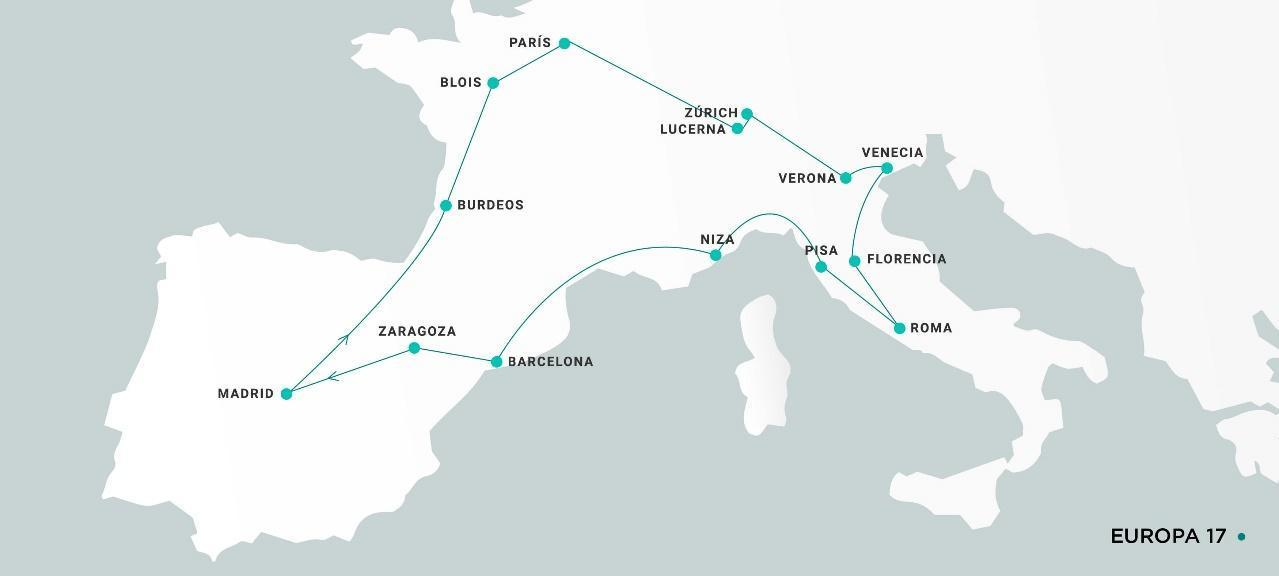 PARÍS
BLOIS
ZÚRICH
LUCERNA
VENECIA
VERONA
BURDEOS
NIZA
PISA
FLORENCIA
ZARAGOZA
ROMA
BARCELONA
MADRID
EUROPA 17